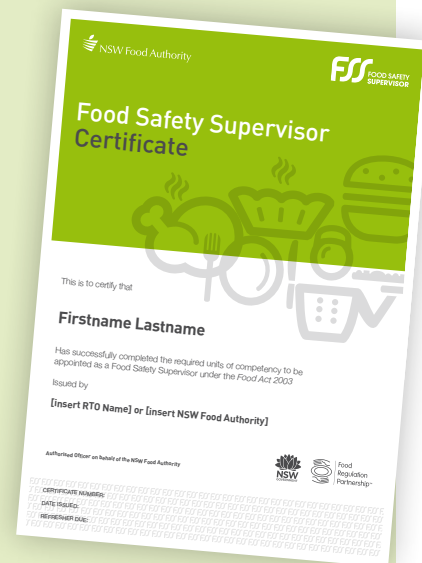 NSW Food Authority
FSS FOOD SAFETY
SUPERVISOR
Food Safety Supervisor
Certificate
This is to certify that
Firstname Lastname
Has successfully completed the required units of competency to be
appointed as a Food Safety Supervisor under the Food Act 2003
Issued by
[insert RTO Name] or [insert NSW Food Authority]
Authorised Officer on behalf of the NSW Food Authority
NSW
GOVERNMENT
Food
Regulation
Partnership
CERTIFICATE NUMBER:
DATE ISSUED:
REFRESHER DUE: